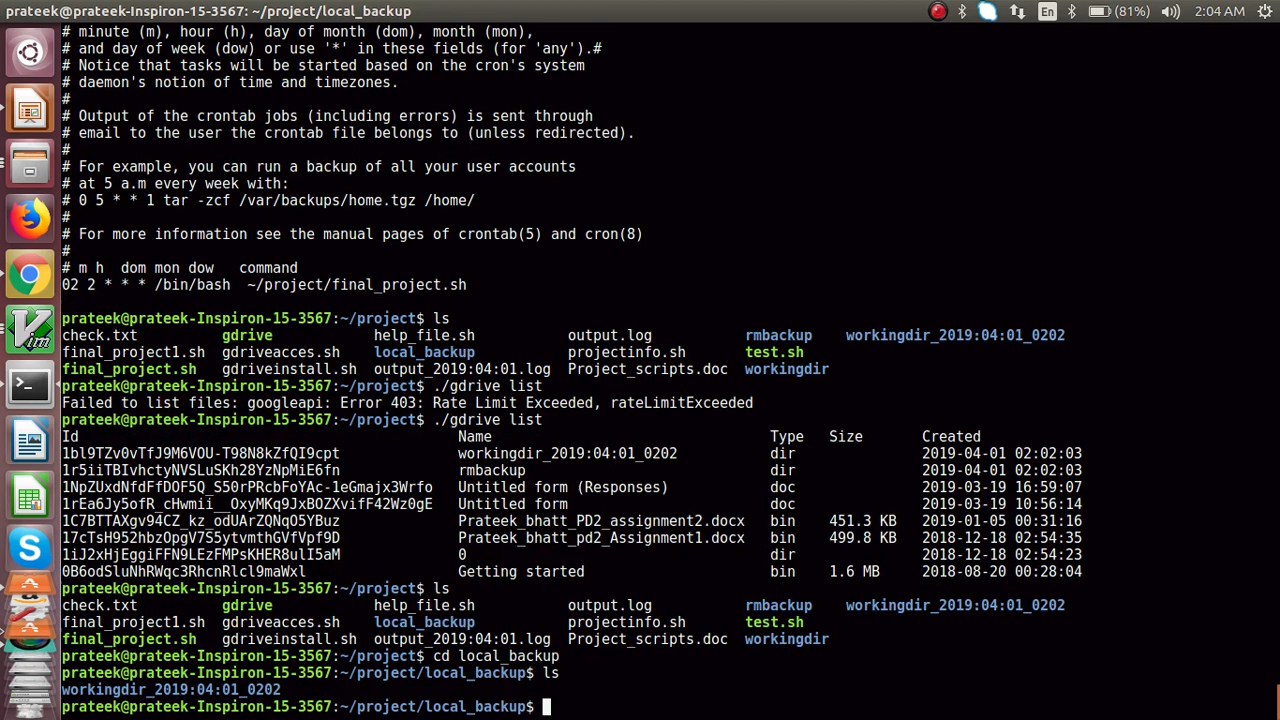 prateek@prateek-Inspiron-15-3567: ~/project/local_backup En (81%) 2:04 AM
# minute (m), hour (h), day of month (dom), month (mon),
# and day of week (dow) or use '*' in these fields (for 'any').#
# Notice that tasks will be started based on the cron's system
# daemon's notion of time and timezones.
#
# Output of the crontab jobs (including errors) is sent through
# email to the user the crontab file belongs to (unless redirected).
#
# For example, you can run a backup of all your user accounts
# at 5 a.m every week with:
# 0 5 * * 1 tar -zcf /var/backups/home.tgz /home/
#
# For more information see the manual pages of crontab(5) and cron(8)
#
# m h  dom mon dow   command
02 2 * * * /bin/bash  ~/project/final_project.sh
prateek@prateek-Inspiron-15-3567:~/project$ ls
check.txt gdrive help_file.sh output.log rmbackup workingdir_2019:04:01_0202
final_project1.sh gdriveacces.sh local_backup projectinfo.sh test.sh
final_project.sh gdriveinstall.sh output_2019:04:01.log Project_scripts.doc workingdir
prateek@prateek-Inspiron-15-3567:~/project$ ./gdrive list
Failed to list files: googleapi: Error 403: Rate Limit Exceeded, rateLimitExceeded
prateek@prateek-Inspiron-15-3567:~/project$ ./gdrive list
Id Name Type Size Created
1bl9TZv0vTfJ9M6VOU-T98N8kZfQI9cpt workingdir_2019:04:01_0202 dir 2019-04-01 02:02:03
1r5iiTBIvhctyNVSLuSKh28YzNpMiE6fn rmbackup dir 2019-04-01 02:02:03
1NpZUxdNfdFfDOF5Q_S50rPRcbFoYAc-1eGmajx3Wrfo Untitled form (Responses) doc 2019-03-19 16:59:07
1rEa6Jy5ofR_cHwmii__OxyMKq9JxBOZXvifF42Wz0gE Untitled form doc 2019-03-19 10:56:14
1C7BTTAXgv94CZ_kz_odUArZQNqO5YBuz Prateek_bhatt_PD2_assignment2.docx bin 451.3 KB 2019-01-05 00:31:16
17cTsH952hbzOpgV7S5ytvmthGVfVpf9D Prateek_bhatt_pd2_Assignment1.docx bin 499.8 KB 2018-12-18 02:54:35
1iJ2xHjEggiFFN9LEzFMPsKHER8ulI5aM 0 dir 2018-12-18 02:54:23
0B6odSluNhRWqc3RhcnRlcl9maWxl Getting started bin 1.6 MB 2018-08-20 00:28:04
prateek@prateek-Inspiron-15-3567:~/project$ ls
check.txt gdrive help_file.sh output.log rmbackup workingdir_2019:04:01_0202
final_project1.sh gdriveacces.sh local_backup projectinfo.sh test.sh
final_project.sh gdriveinstall.sh output_2019:04:01.log Project_scripts.doc workingdir
prateek@prateek-Inspiron-15-3567:~/project$ cd local_backup
prateek@prateek-Inspiron-15-3567:~/project/local_backup$ ls
workingdir_2019:04:01_0202
prateek@prateek-Inspiron-15-3567:~/project/local_backup$